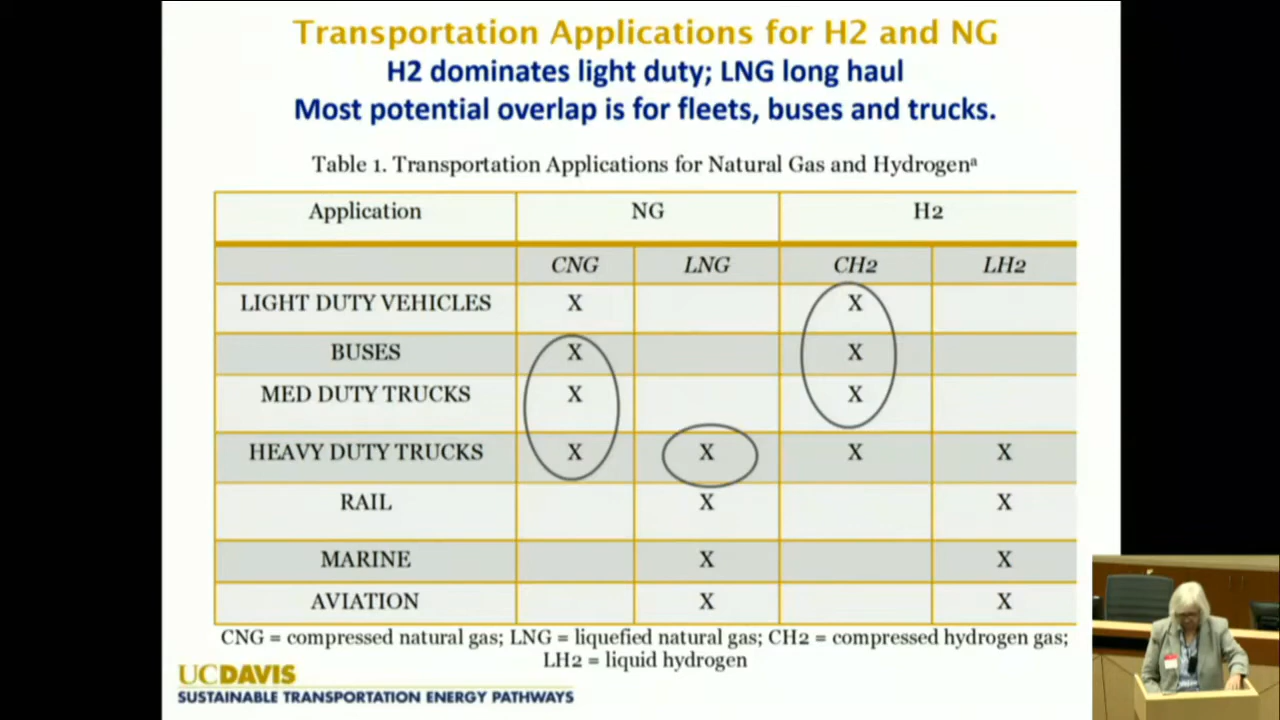 Transportation Applications for H2 and NG
H2 dominates light duty; LNG long haul
Most potential overlap is for fleets, buses and trucks.
Table 1. Transportation Applications for Natural Gas and Hydrogenª
Application NG H2
CNG LNG CH2 LH2
LIGHT DUTY VEHICLES X X
BUSES X X
MED DUTY TRUCKS X X
HEAVY DUTY TRUCKS X X X X
RAIL X X
MARINE X X
AVIATION X X
CNG = compressed natural gas; LNG = liquefied natural gas; CH2 = compressed hydrogen gas;
LH2 = liquid hydrogen
UCDAVIS
SUSTAINABLE TRANSPORTATION ENERGY PATHWAYS